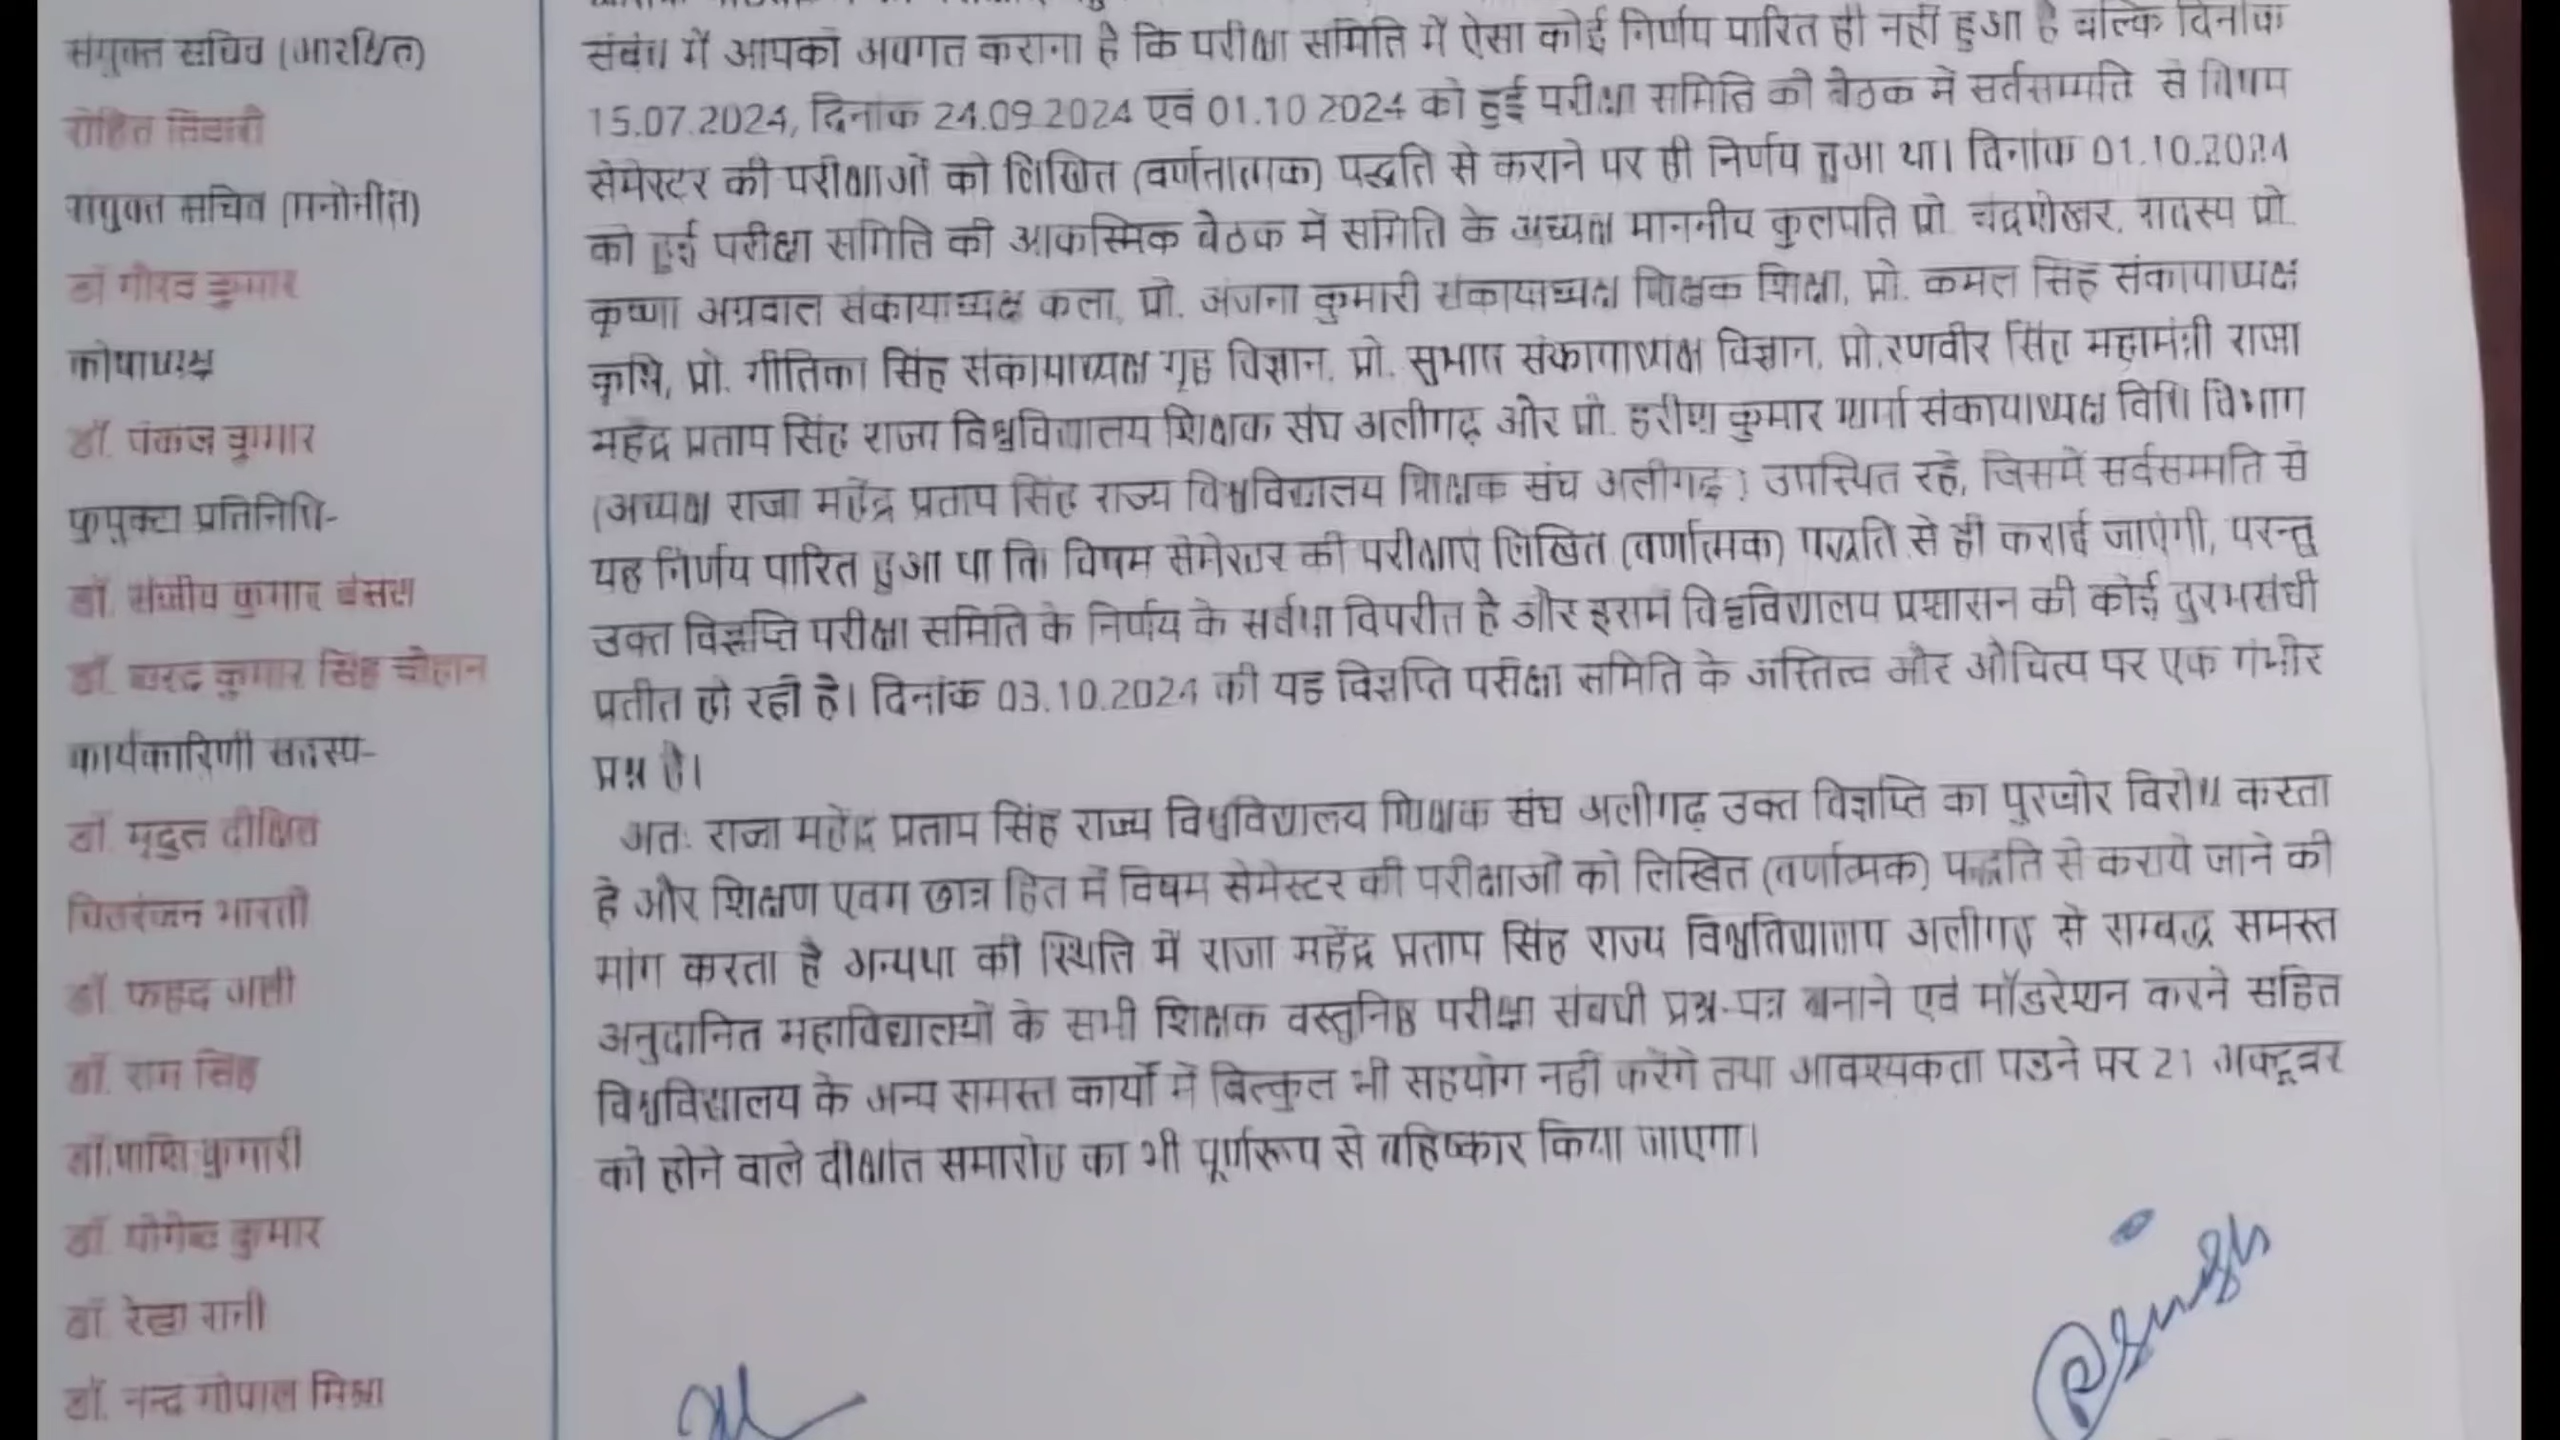 संयुक्त सचिव (आरक्षित)
रोहित तिवारी
संयुक्त सचिव (मनोनीत)
डॉ गौरव कुमार
कोषाध्यक्ष
डॉ. पंकज कुमार
फुपुक्टा प्रतिनिधि-
डॉ. संजीव कुमार बंसल
डॉ. कुमार सिंह चौहान
कार्यकारिणी सदस्य-
डॉ. मृदुल दीक्षित
चितरंजन भारती
डॉ. फहद अली
डॉ. राम सिंह
डॉ.शशि कुमारी
डॉ. योगेन्द्र कुमार
डॉ. रेखा रानी
डॉ. नन्द गोपाल मिश्रा
संबंध में आपको अवगत कराना है कि परीक्षा समिति में ऐसा कोई निर्णय पारित ही नहीं हुआ है बल्कि दिनांक
15.07.2024, दिनांक 24.09.2024 एवं 01.10.2024 को हुई परीक्षा समिति की बैठक में सर्वसम्मति से विषम
सेमेस्टर की परीक्षाओं को लिखित (वर्णनात्मक) पद्धति से कराने पर ही निर्णय हुआ था। दिनांक 01.10.2024
को हुई परीक्षा समिति की आकस्मिक बैठक में समिति के अध्यक्ष माननीय कुलपति प्रो. चंद्रशेखर, सदस्य प्रो.
कृष्णा अग्रवाल संकायाध्यक्ष कला, प्रो. अंजना कुमारी संकायाध्यक्ष शिक्षक शिक्षा, प्रो. कमल सिंह संकायाध्यक्ष
कृषि, प्रो. गीतिका सिंह संकायाध्यक्ष गृह विज्ञान, प्रो. सुभाष संकायाध्यक्ष विज्ञान, प्रो.रणवीर सिंह महामंत्री राजा
महेंद्र प्रताप सिंह राजा विश्वविद्यालय शिक्षक संघ अलीगढ़ और प्रो. हरीश कुमार शर्मा संकायाध्यक्ष विधि विभाग
(अध्यक्ष राजा महेंद्र प्रताप सिंह राज्य विश्वविद्यालय शिक्षक संघ अलीगढ़) उपस्थित रहे, जिसमें सर्वसम्मति से
यह निर्णय पारित हुआ था कि विषम सेमेस्टर की परीक्षाएं लिखित (वर्णात्मक) पद्धति से ही कराई जाएंगी, परन्तु
उक्त विज्ञप्ति परीक्षा समिति के निर्णय के सर्वथा विपरीत है और इसमें विश्वविद्यालय प्रशासन की कोई दुरभसंधी
प्रतीत हो रही है। दिनांक 03.10.2024 की यह विज्ञप्ति परीक्षा समिति के अस्तित्व और औचित्य पर एक गंभीर
प्रश्न है।
अतः राजा महेंद्र प्रताप सिंह राज्य विश्वविद्यालय शिक्षक संघ अलीगढ़ उक्त विज्ञप्ति का पुरजोर विरोध करता
है और शिक्षण एवम छात्र हित में विषम सेमेस्टर की परीक्षाओं को लिखित (वर्णात्मक) पद्धति से कराये जाने की
मांग करता है अन्यथा की स्थिति में राजा महेंद्र प्रताप सिंह राज्य विश्वविद्यालय अलीगढ़ से सम्बद्ध समस्त
अनुदानित महाविद्यालयों के सभी शिक्षक वस्तुनिष्ठ परीक्षा संबंधी प्रश्न-पत्र बनाने एवं मॉडरेशन करने सहित
विश्वविद्यालय के अन्य समस्त कार्यों में बिल्कुल भी सहयोग नहीं करेंगे तथा आवश्यकता पडने पर 21 अक्टूबर
को होने वाले दीक्षांत समारोह का भी पूर्णरूप से बहिष्कार किया जाएगा।